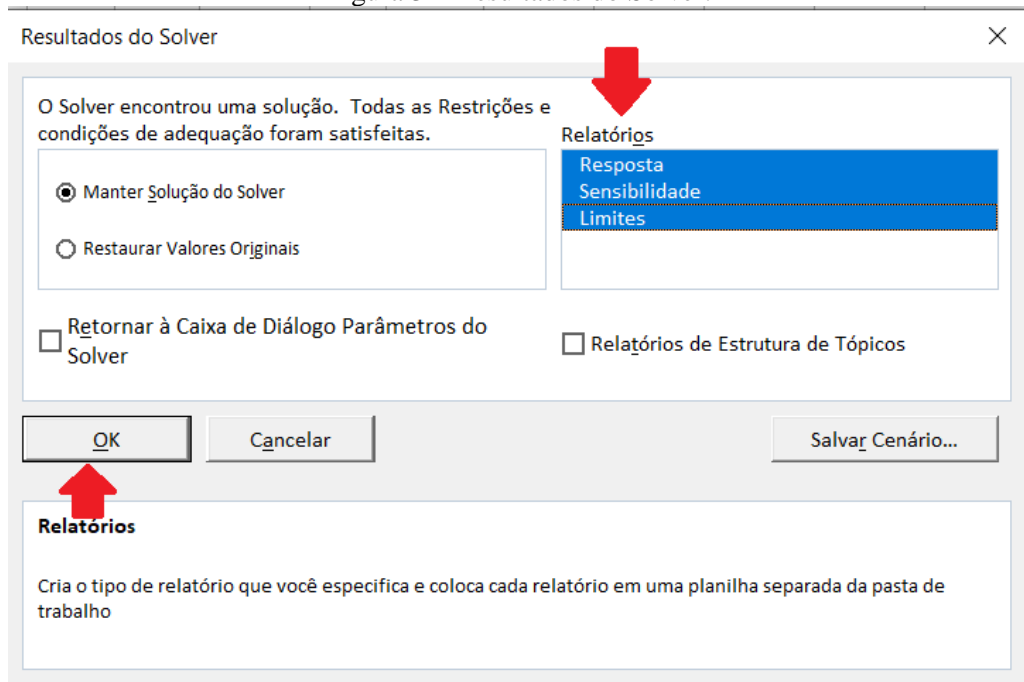 Resultados do Solver
O Solver encontrou uma solução. Todas as Restrições e
condições de adequação foram satisfeitas.
Relatórios
Resposta
Sensibilidade
Limites
Manter Solução do Solver
Restaurar Valores Originais
Retornar à Caixa de Diálogo Parâmetros do
Solver
Relatórios de Estrutura de Tópicos
OK
Cancelar
Salvar Cenário...
Relatórios
Cria o tipo de relatório que você especifica e coloca cada relatório em uma planilha separada da pasta de
trabalho